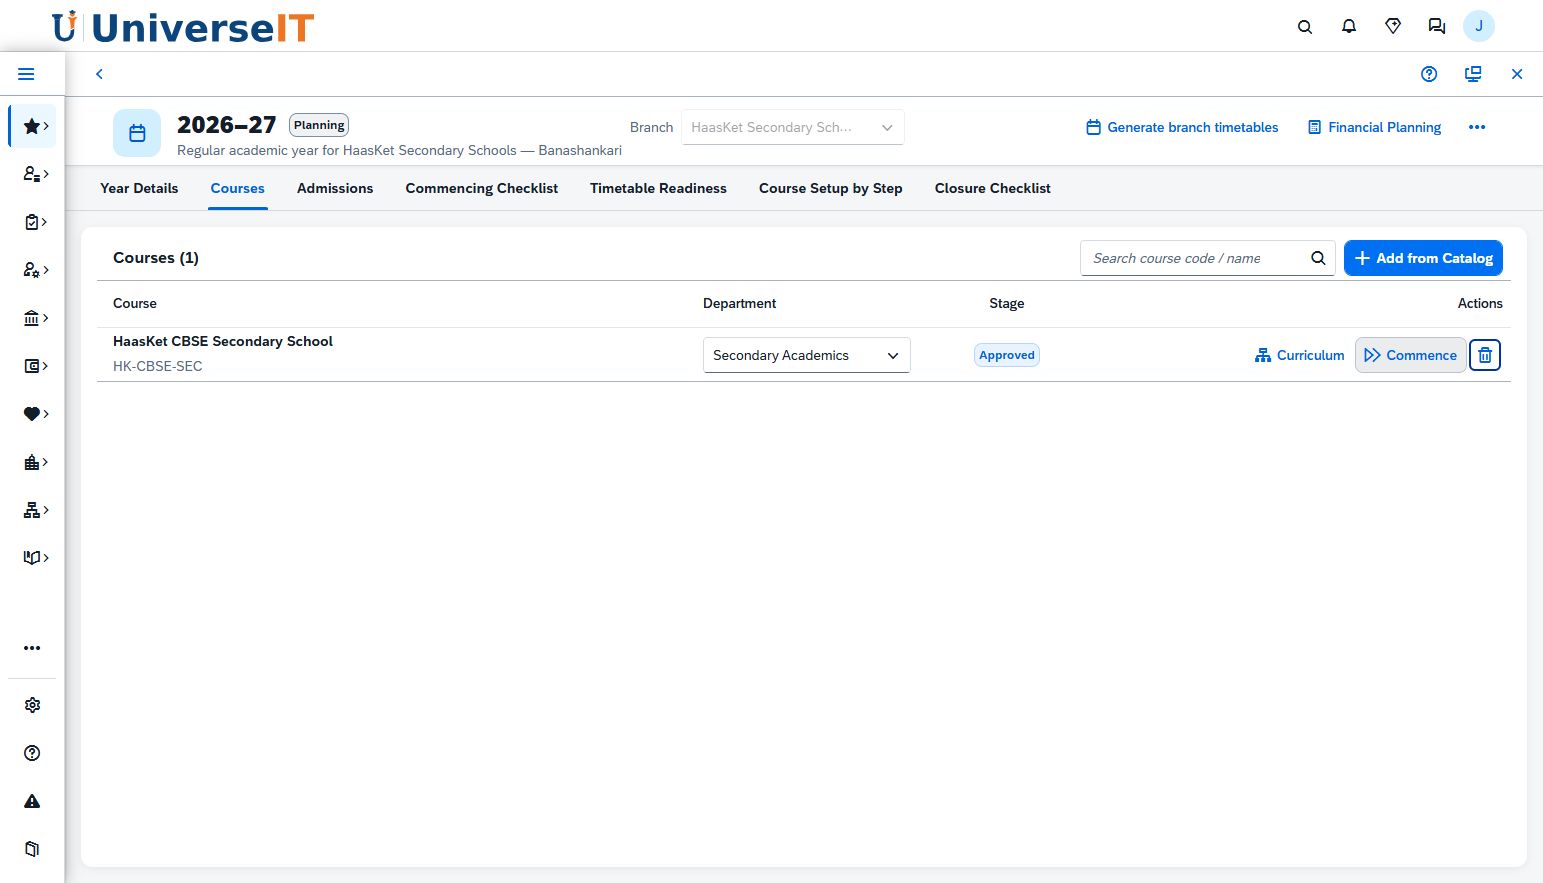 UniverseIT
J
2026–27 Planning
Regular academic year for HaasKet Secondary Schools — Banashankari
Branch HaasKet Secondary Sch...
Generate branch timetables Financial Planning
Year Details Courses Admissions Commencing Checklist Timetable Readiness Course Setup by Step Closure Checklist
Courses (1)
Search course code / name
Add from Catalog
Course Department Stage Actions
HaasKet CBSE Secondary School
HK-CBSE-SEC
Secondary Academics
Approved
Curriculum
Commence